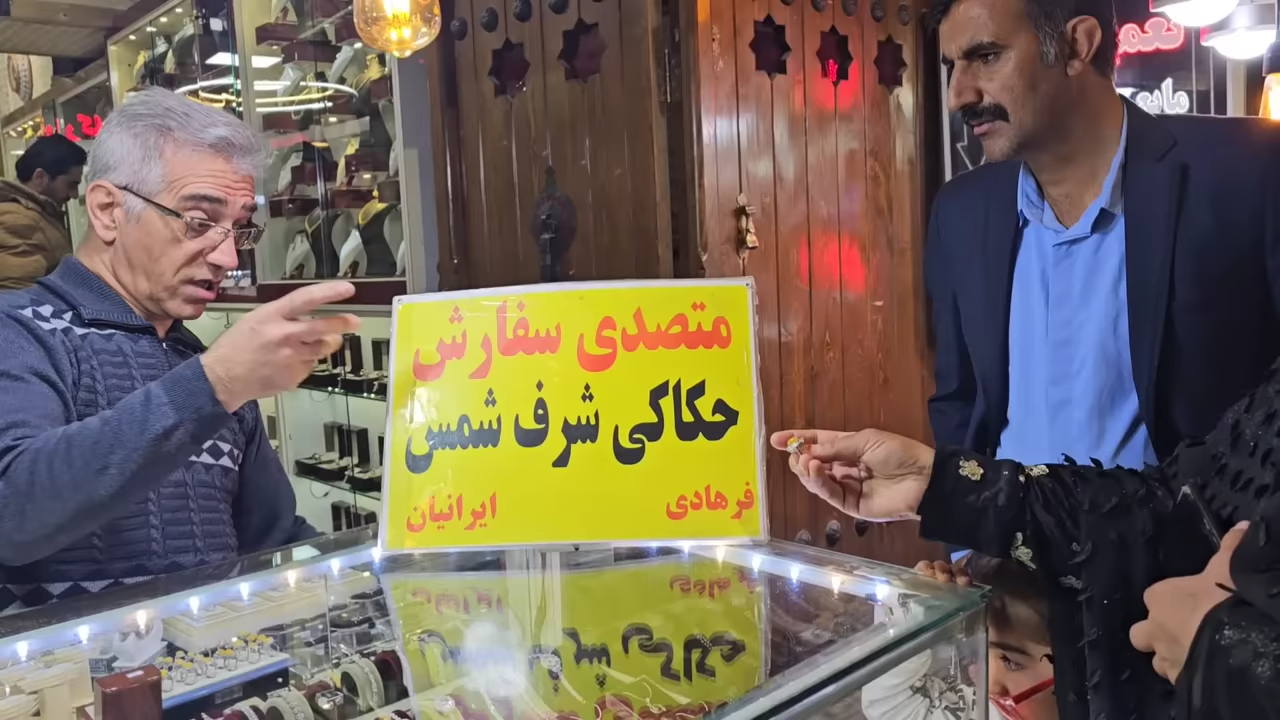 متصدی سفارش
حکاکی شرف شمس
فرهادی
ایرانیان